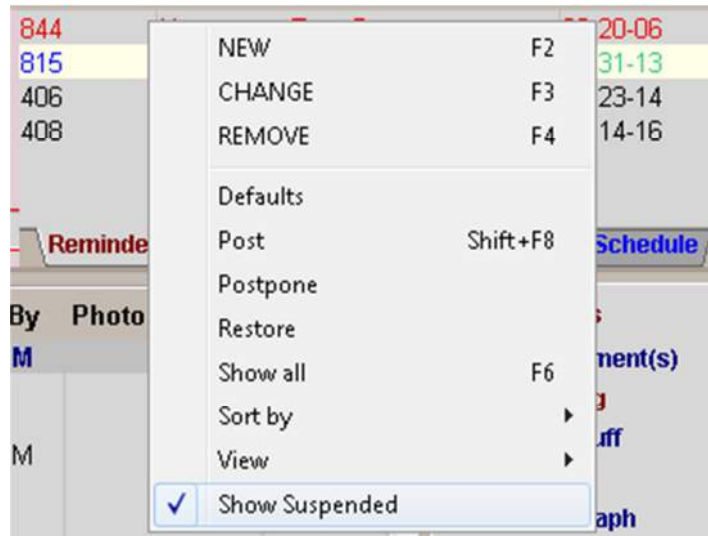 844 20-06
815 31-13
406 23-14
408 14-16
NEW F2
CHANGE F3
REMOVE F4
Defaults
Post Shift+F8
Postpone
Restore
Show all F6
Sort by
View
✓ Show Suspended
Reminde
Schedule
By Photo
M
ment(s)
M
uff
aph